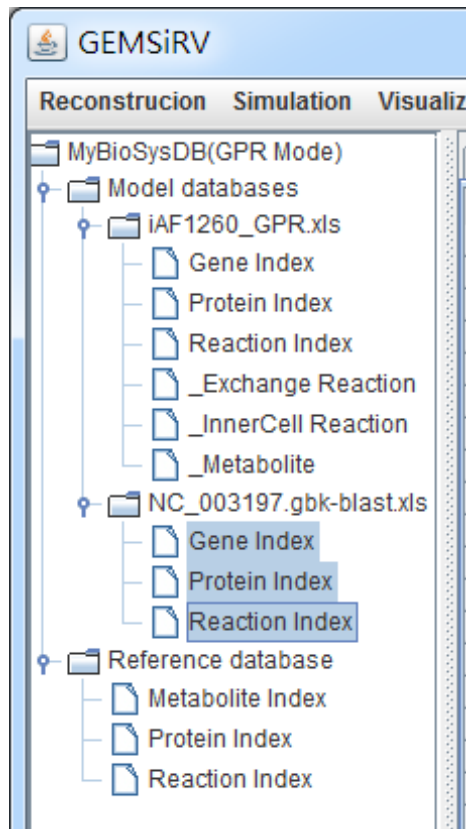 GEMSiRV
Reconstrucion Simulation Visualiz
MyBioSysDB(GPR Mode)
Model databases
iAF1260_GPR.xls
Gene Index
Protein Index
Reaction Index
_Exchange Reaction
_InnerCell Reaction
_Metabolite
NC_003197.gbk-blast.xls
Gene Index
Protein Index
Reaction Index
Reference database
Metabolite Index
Protein Index
Reaction Index